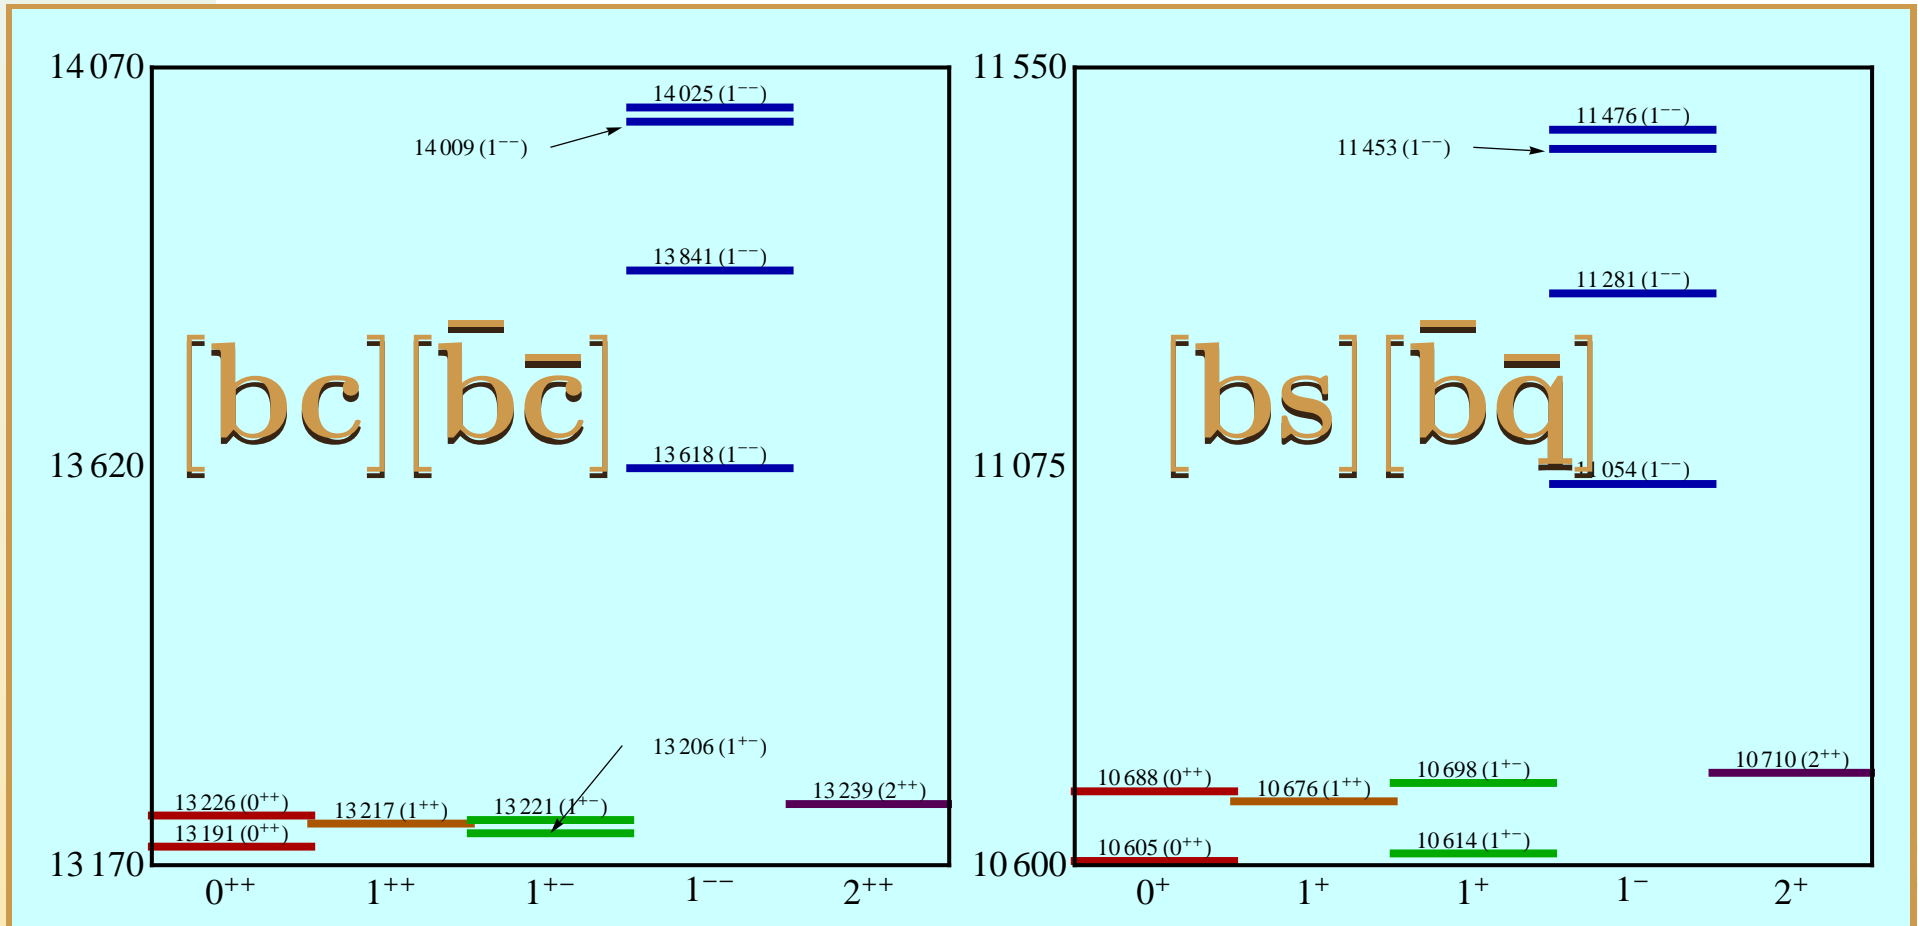 14 070
14 025 (1⁻⁻)
14 009 (1⁻⁻)
13 841 (1⁻⁻)
[bc][b̅c̅]
13 620
13 618 (1⁻⁻)
13 206 (1⁺⁻)
13 239 (2⁺⁺)
13 226 (0⁺⁺)
13 217 (1⁺⁺)
13 221 (1⁺⁻)
13 191 (0⁺⁺)
13 170
0⁺⁺ 1⁺⁺ 1⁺⁻ 1⁻⁻ 2⁺⁺
11 550
11 476 (1⁻⁻)
11 453 (1⁻⁻)
11 281 (1⁻⁻)
[bs][b̅q̅]
11 075
11 054 (1⁻⁻)
10 710 (2⁺⁺)
10 688 (0⁺⁺)
10 676 (1⁺⁺)
10 698 (1⁺⁻)
10 605 (0⁺⁺)
10 614 (1⁺⁻)
10 600
0⁺ 1⁺ 1⁺ 1⁻ 2⁺